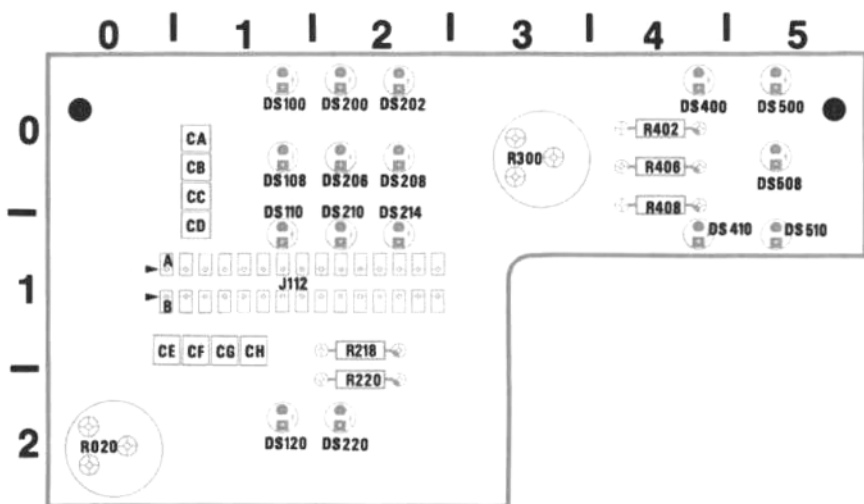 0 1 2 3 4 5
DS100 DS200 DS202 DS400 DS500
0
CA
R402
CB
R300
R406
CC
DS108 DS206 DS208 DS508
R408
CD
DS110 DS210 DS214
DS410 DS510
A
J112
1
B
CE CF CG CH
R218
R220
2
R020
DS120 DS220